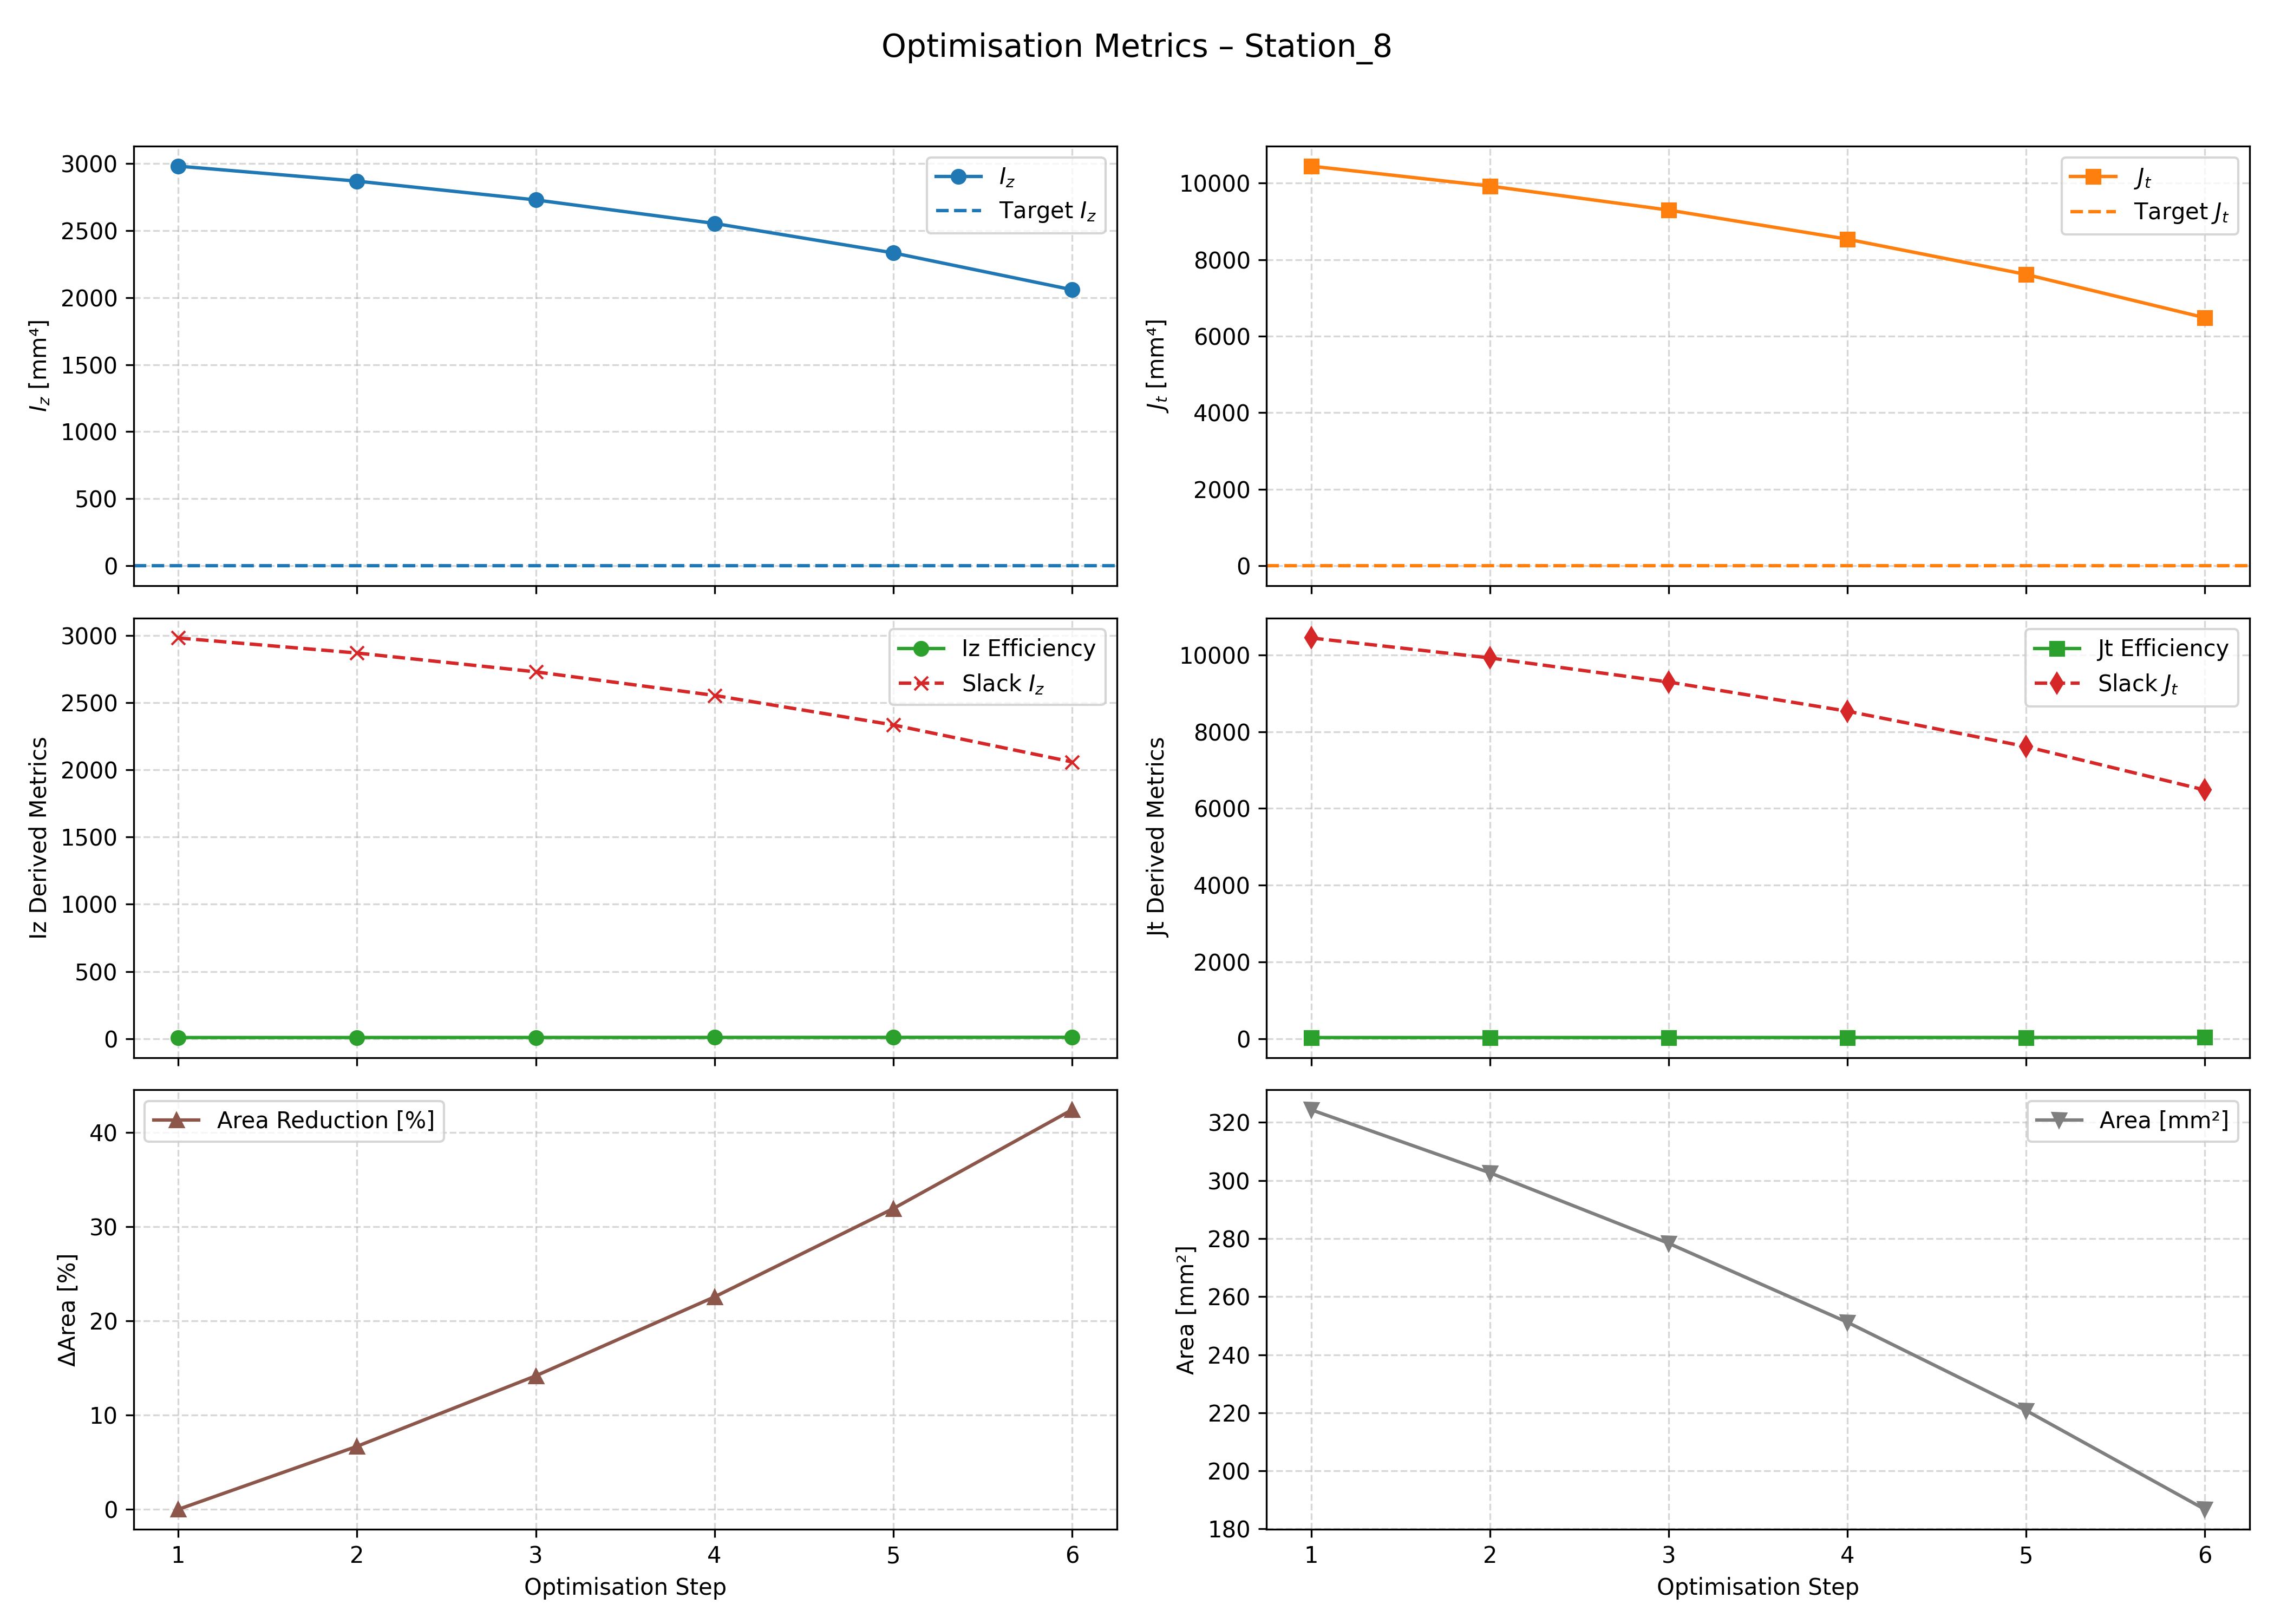 Optimisation Metrics – Station_8
3000
2500
2000
1500
1000
500
0
I_z [mm⁴]
I_z
Target I_z
10000
8000
6000
4000
2000
0
J_t [mm⁴]
J_t
Target J_t
3000
2500
2000
1500
1000
500
0
Iz Derived Metrics
Iz Efficiency
Slack I_z
10000
8000
6000
4000
2000
0
Jt Derived Metrics
Jt Efficiency
Slack J_t
40
30
20
10
0
ΔArea [%]
Area Reduction [%]
1 2 3 4 5 6
Optimisation Step
320
300
280
260
240
220
200
180
Area [mm²]
Area [mm²]
1 2 3 4 5 6
Optimisation Step